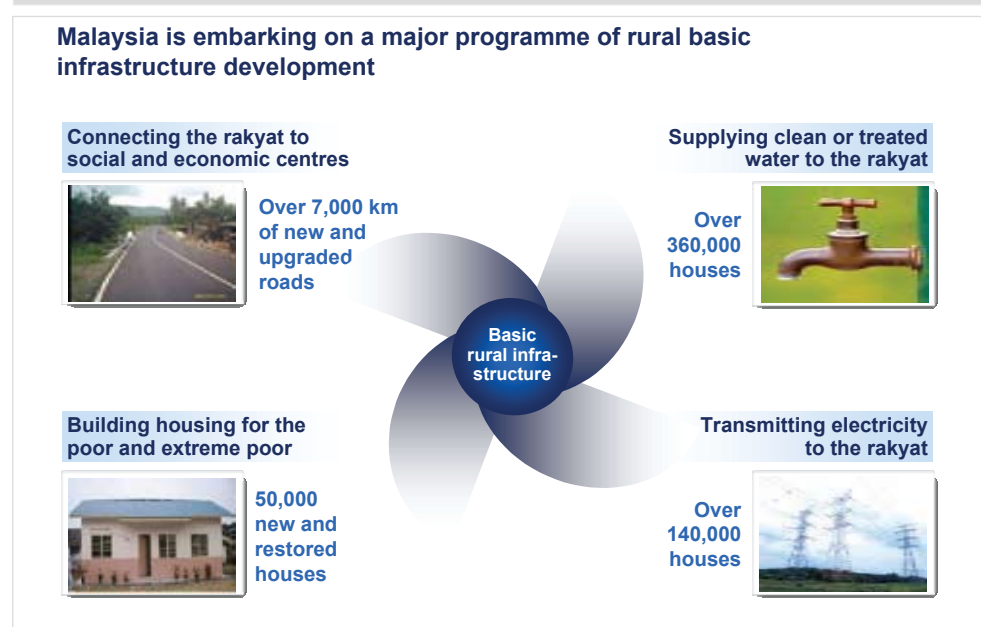 Malaysia is embarking on a major programme of rural basic
infrastructure development
Connecting the rakyat to
social and economic centres
Over 7,000 km
of new and
upgraded
roads
Supplying clean or treated
water to the rakyat
Over
360,000
houses
Basic
rural infra-
structure
Building housing for the
poor and extreme poor
50,000
new and
restored
houses
Transmitting electricity
to the rakyat
Over
140,000
houses